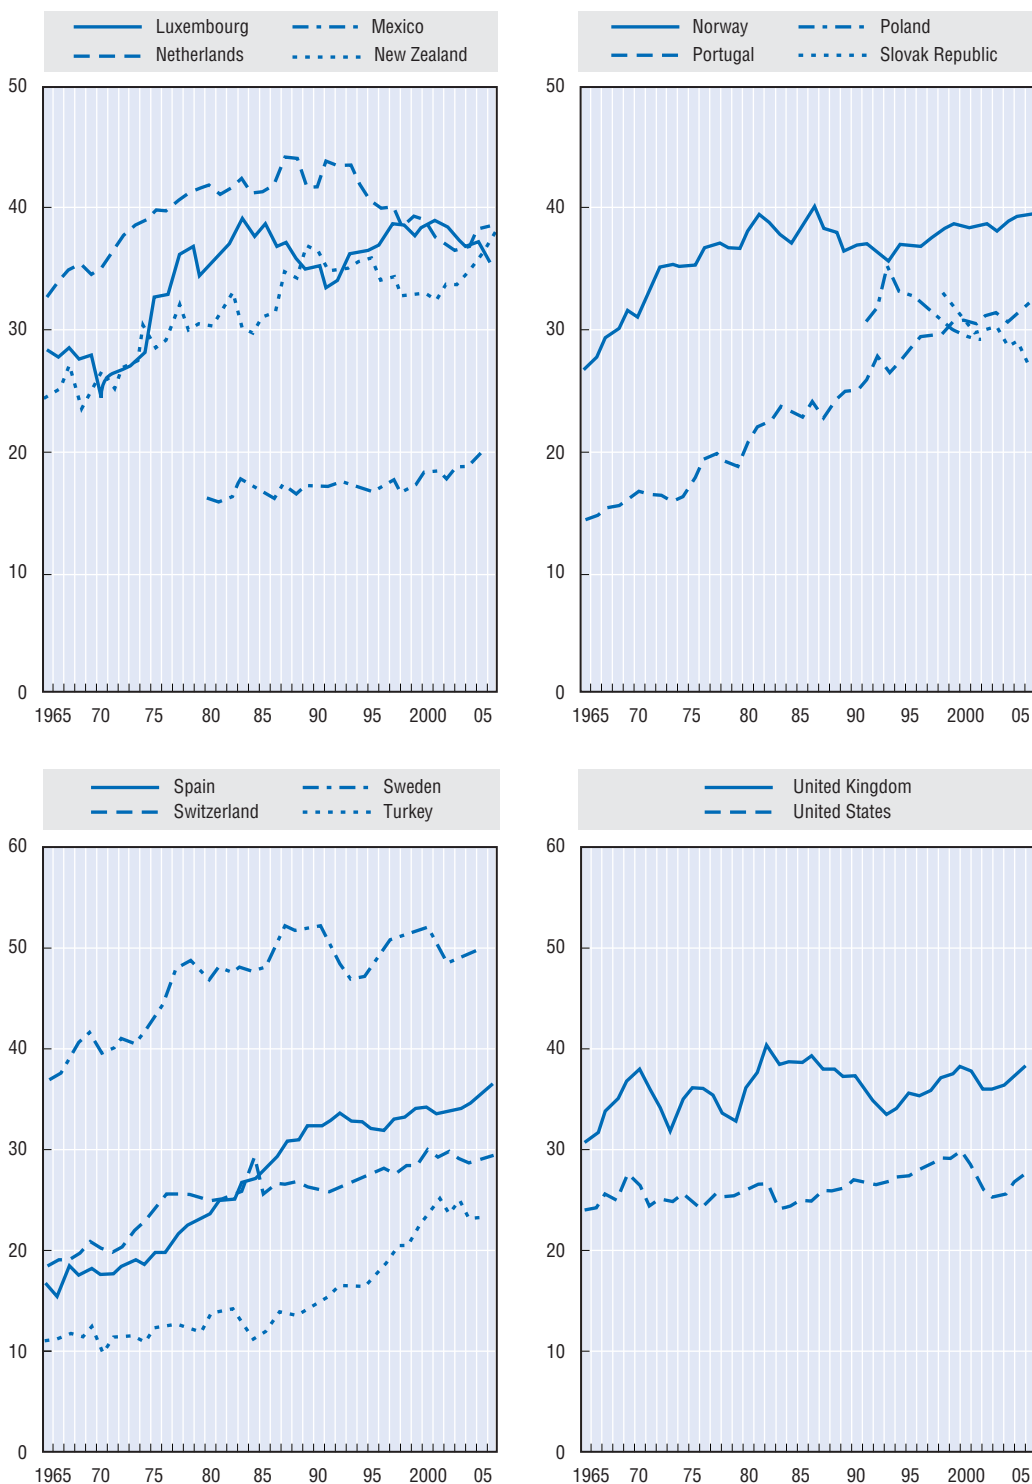 Luxembourg Mexico
Netherlands New Zealand
50
40
30
20
10
0
1965 70 75 80 85 90 95 2000 05
Norway Poland
Portugal Slovak Republic
50
40
30
20
10
0
1965 70 75 80 85 90 95 2000 05
Spain Sweden
Switzerland Turkey
60
50
40
30
20
10
0
1965 70 75 80 85 90 95 2000 05
United Kingdom
United States
60
50
40
30
20
10
0
1965 70 75 80 85 90 95 2000 05